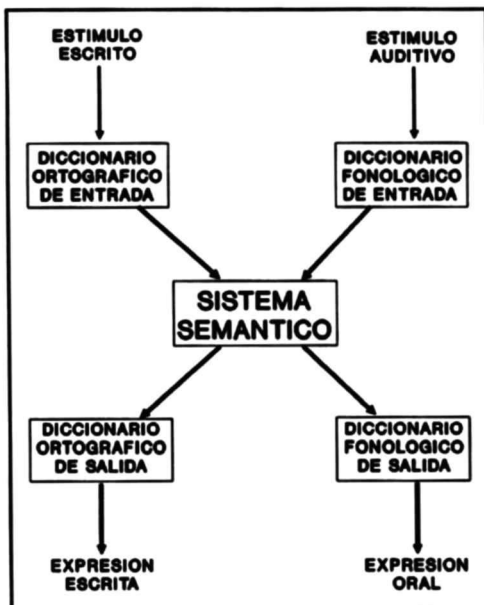 ESTIMULO
ESCRITO
ESTIMULO
AUDITIVO
DICCIONARIO
ORTOGRAFICO
DE ENTRADA
DICCIONARIO
FONOLOGICO
DE ENTRADA
SISTEMA
SEMANTICO
DICCIONARIO
ORTOGRAFICO
DE SALIDA
DICCIONARIO
FONOLOGICO
DE SALIDA
EXPRESION
ESCRITA
EXPRESION
ORAL